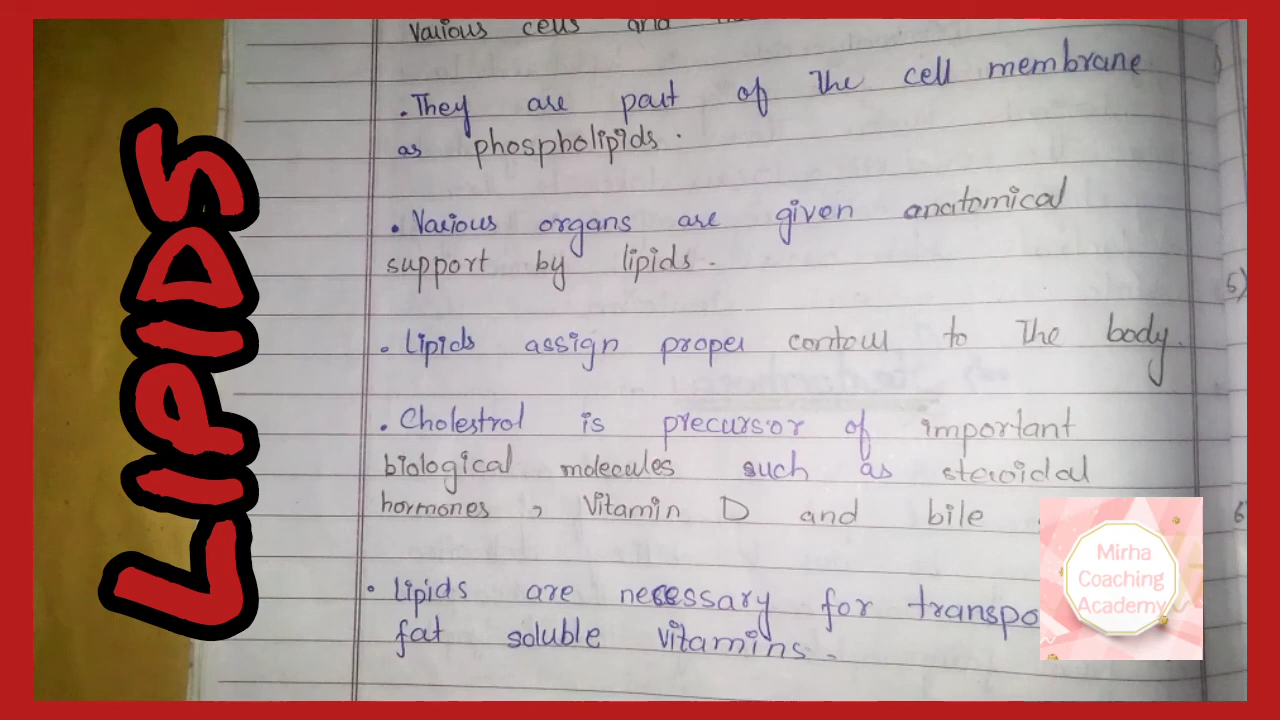 Various cells and
.They are part of the cell membrane
as phospholipids.
. Various organs are given anatomical
support by lipids.
. Lipids assign proper contour to the body.
. Cholestrol is precursor of important
biological molecules such as steroidal
hormones , Vitamin D and bile
. Lipids are necessary for transpo
fat soluble vitamins.
LIPIDS
5)
6
Mirha
Coaching
Academy